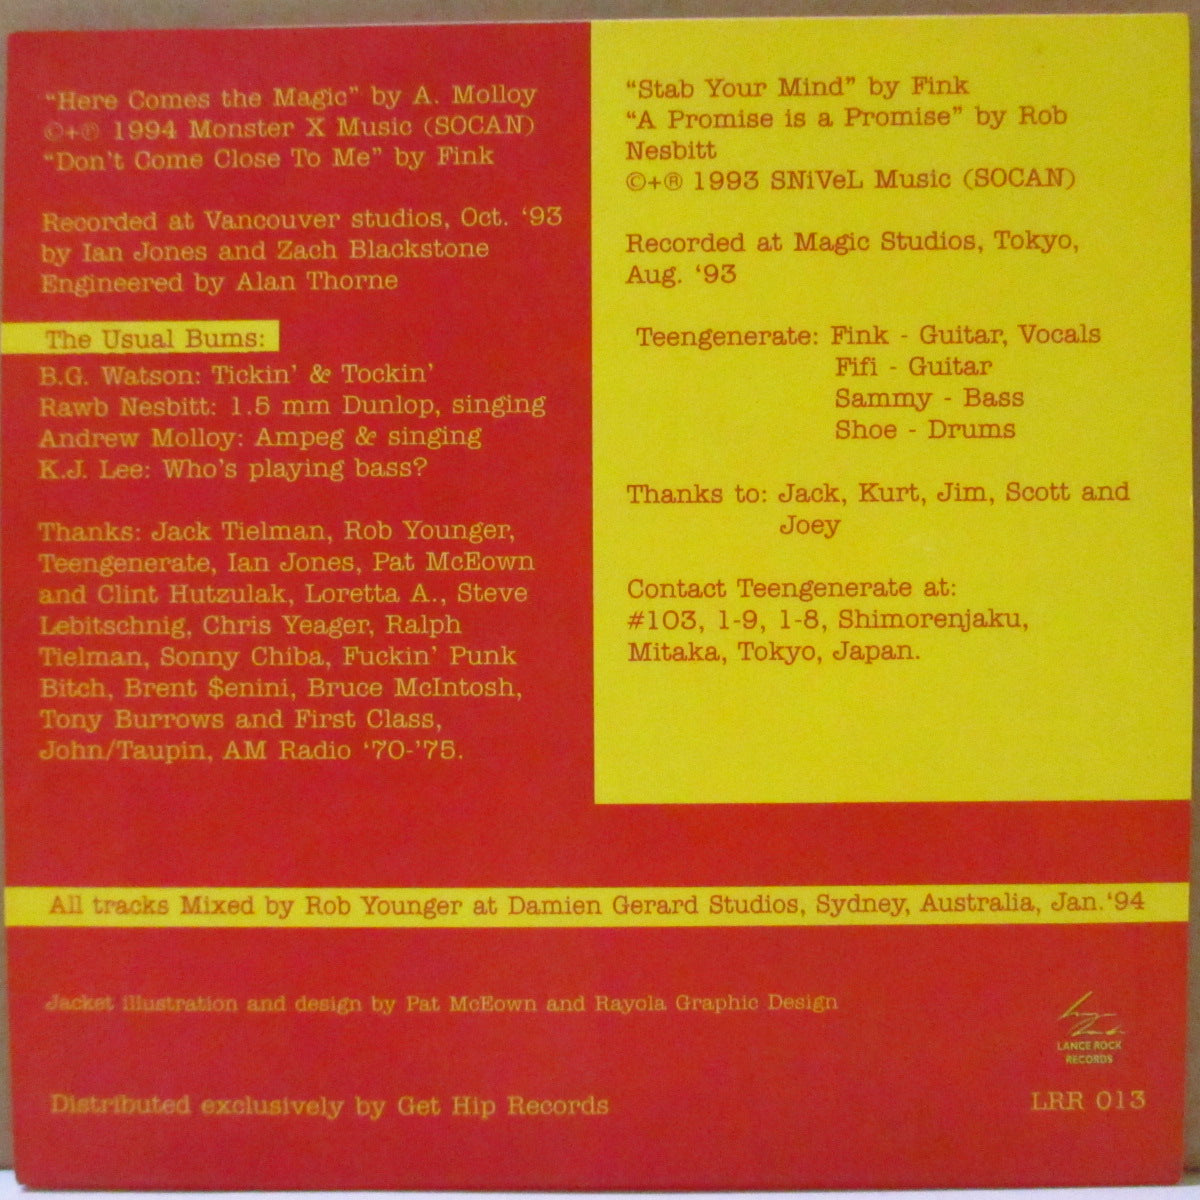 “Here Comes the Magic” by A. Molloy
©+℗ 1994 Monster X Music (SOCAN)
“Don't Come Close To Me” by Fink
Recorded at Vancouver studios, Oct. ‘93
by Ian Jones and Zach Blackstone
Engineered by Alan Thorne
The Usual Bums:
B.G. Watson: Tickin’ & Tockin’
Rawb Nesbitt: 1.5 mm Dunlop, singing
Andrew Molloy: Ampeg & singing
K.J. Lee: Who's playing bass?
Thanks: Jack Tielman, Rob Younger,
Teengenerate, Ian Jones, Pat McEown
and Clint Hutzulak, Loretta A., Steve
Lebitschnig, Chris Yeager, Ralph
Tielman, Sonny Chiba, Fuckin’ Punk
Bitch, Brent $enini, Bruce McIntosh,
Tony Burrows and First Class,
John/Taupin, AM Radio ‘70-’75.
“Stab Your Mind” by Fink
“A Promise is a Promise” by Rob
Nesbitt
©+® 1993 SNiVeL Music (SOCAN)
Recorded at Magic Studios, Tokyo,
Aug. ‘93
Teengenerate: Fink - Guitar, Vocals
Fifi - Guitar
Sammy - Bass
Shoe - Drums
Thanks to: Jack, Kurt, Jim, Scott and
Joey
Contact Teengenerate at:
#103, 1-9, 1-8, Shimorenjaku,
Mitaka, Tokyo, Japan.
All tracks Mixed by Rob Younger at Damien Gerard Studios, Sydney, Australia, Jan.‘94
Jacket illustration and design by Pat McEown and Rayola Graphic Design
LANCE ROCK
RECORDS
Distributed exclusively by Get Hip Records
LRR 013